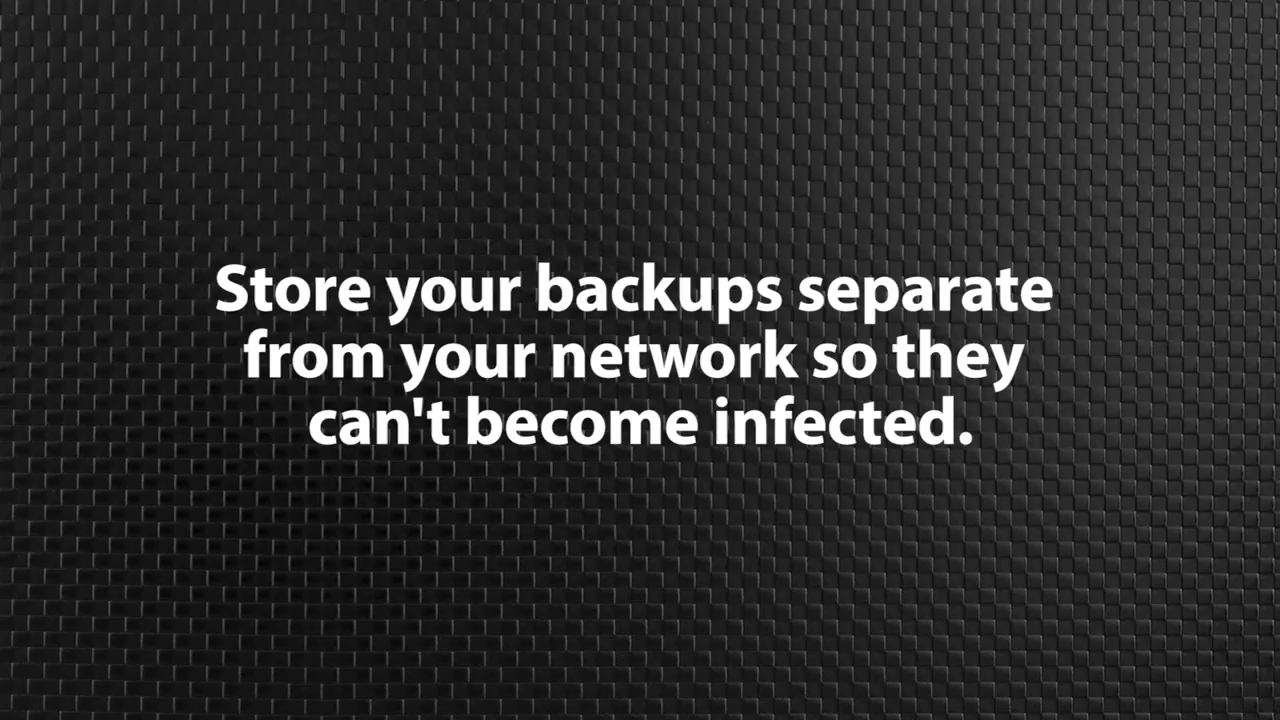 Store your backups separate
from your network so they
can't become infected.